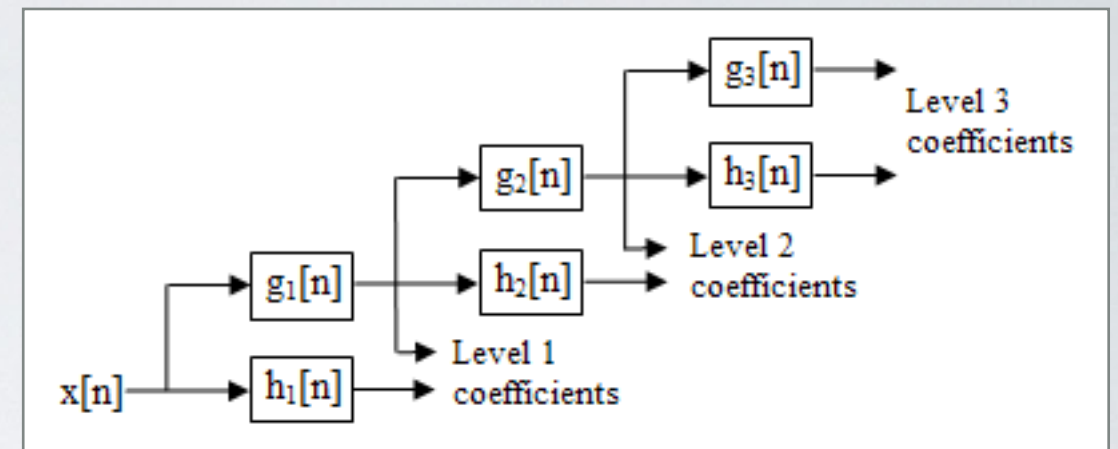 g₃[n]
Level 3
coefficients
g₂[n]
h₃[n]
Level 2
coefficients
g₁[n]
h₂[n]
Level 1
coefficients
x[n]
h₁[n]